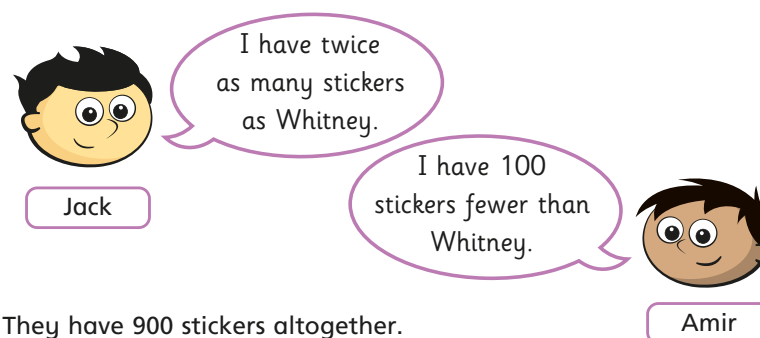 I have twice
as many stickers
as Whitney.
Jack
I have 100
stickers fewer than
Whitney.
Amir
They have 900 stickers altogether.